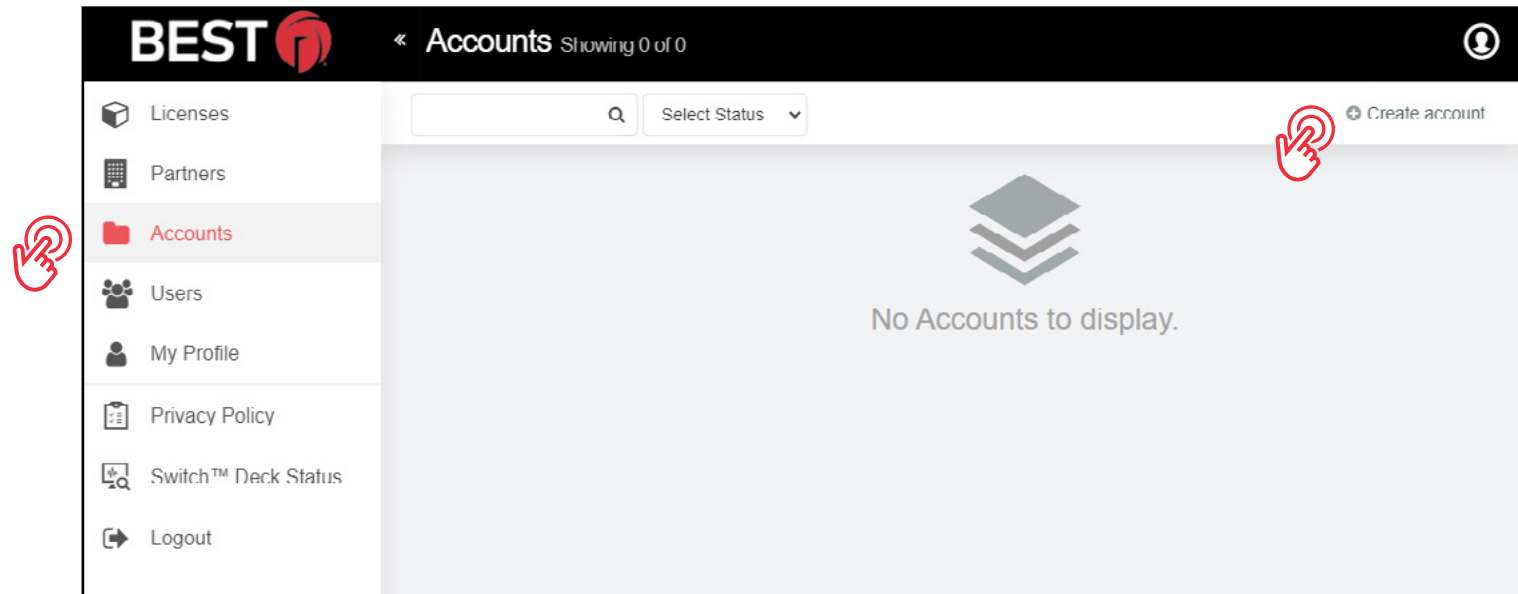 BEST
« Accounts Showing 0 of 0
Licenses
Select Status
Create account
Partners
Accounts
Users
No Accounts to display.
My Profile
Privacy Policy
Switch™ Deck Status
Logout